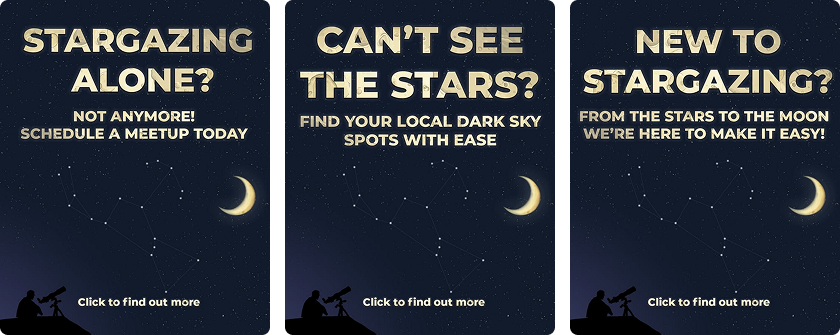 STARGAZING
ALONE?
NOT ANYMORE!
SCHEDULE A MEETUP TODAY
Click to find out more
CAN'T SEE
THE STARS?
FIND YOUR LOCAL DARK SKY
SPOTS WITH EASE
Click to find out more
NEW TO
STARGAZING?
FROM THE STARS TO THE MOON
WE'RE HERE TO MAKE IT EASY!
Click to find out more